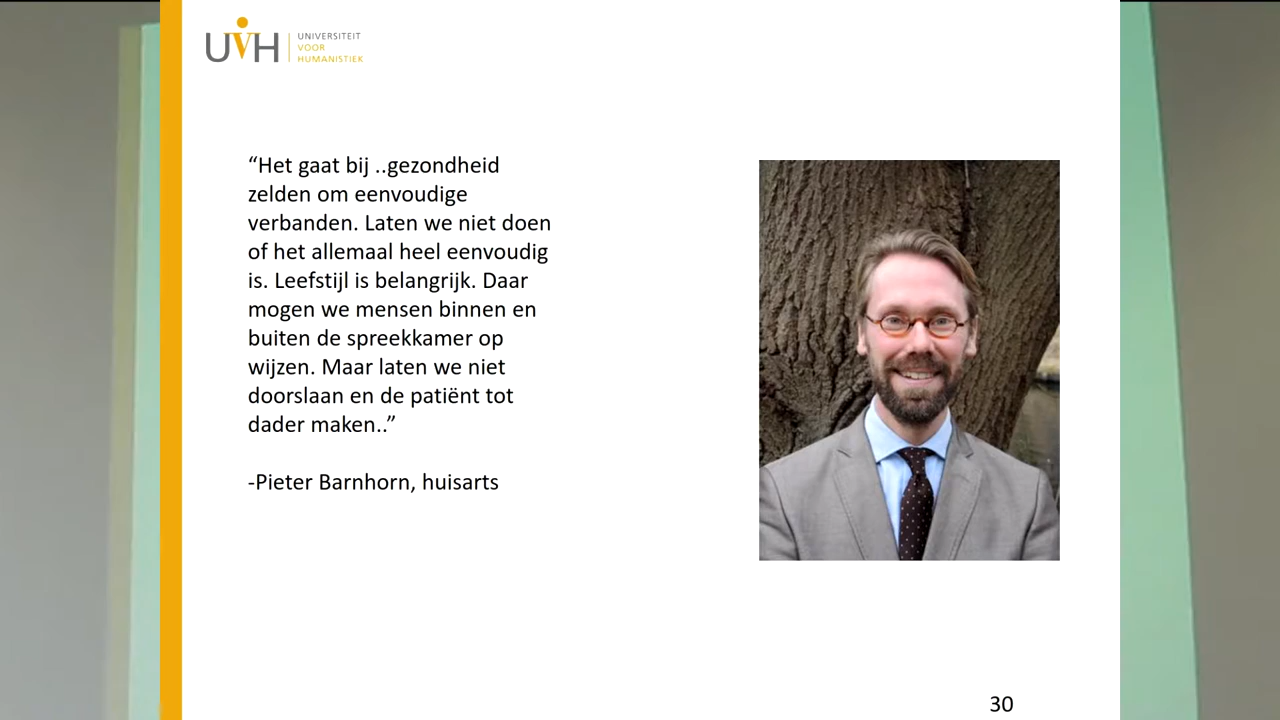 UVH
UNIVERSITEIT
VOOR
HUMANISTIEK
“Het gaat bij ..gezondheid
zelden om eenvoudige
verbanden. Laten we niet doen
of het allemaal heel eenvoudig
is. Leefstijl is belangrijk. Daar
mogen we mensen binnen en
buiten de spreekkamer op
wijzen. Maar laten we niet
doorslaan en de patiënt tot
dader maken..”
-Pieter Barnhorn, huisarts
30